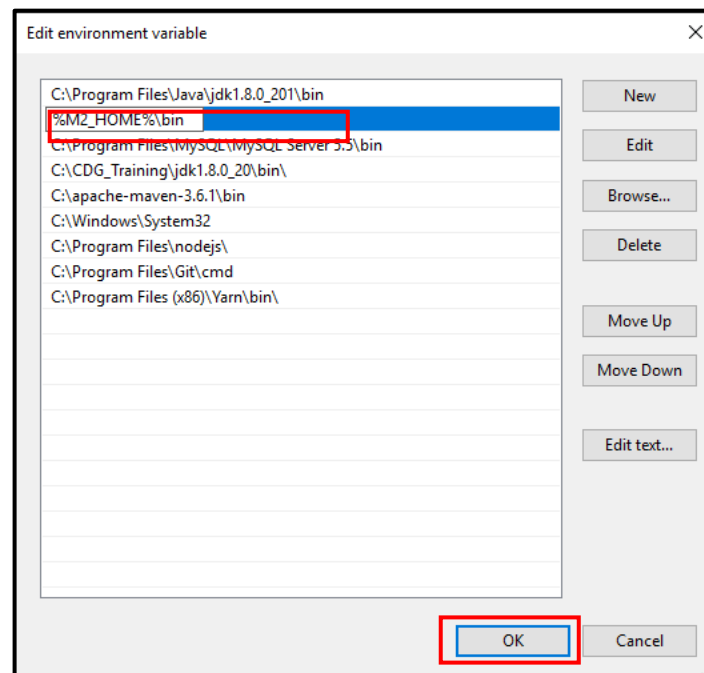 Edit environment variable
C:\Program Files\Java\jdk1.8.0_201\bin
%M2_HOME%\bin
C:\Program Files\MySQL\MySQL Server 5.5\bin
C:\CDG_Training\jdk1.8.0_20\bin\
C:\apache-maven-3.6.1\bin
C:\Windows\System32
C:\Program Files\nodejs\
C:\Program Files\Git\cmd
C:\Program Files (x86)\Yarn\bin\
New
Edit
Browse...
Delete
Move Up
Move Down
Edit text...
OK
Cancel